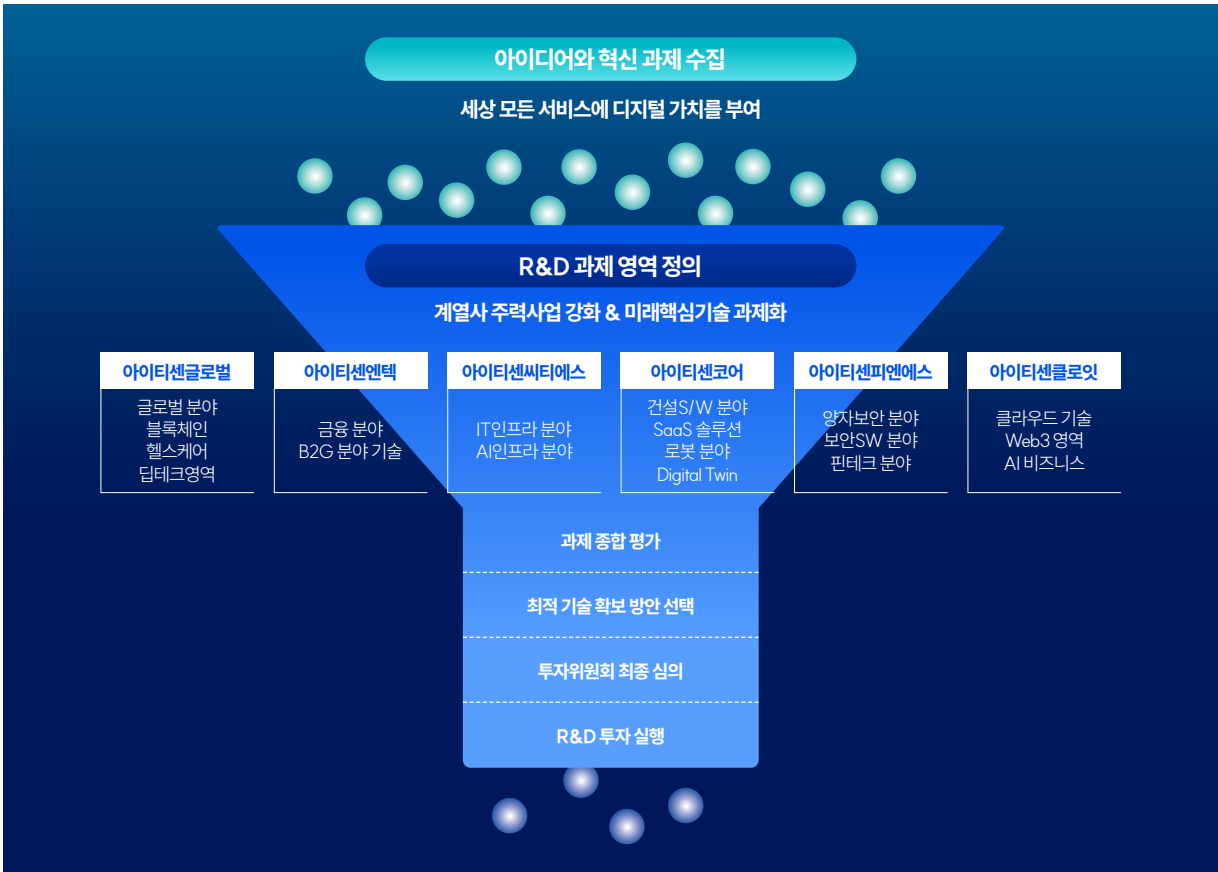 아이디어와 혁신 과제 수집
세상 모든 서비스에 디지털 가치를 부여
R&D 과제 영역 정의
계열사 주력사업 강화 & 미래핵심기술 과제화
아이티센글로벌
글로벌 분야
블록체인
헬스케어
딥테크영역
아이티센엔텍
금융 분야
B2G 분야 기술
아이티센씨티에스
IT인프라 분야
AI인프라 분야
아이티센코어
건설S/W 분야
SaaS 솔루션
로봇 분야
Digital Twin
아이티센피엔에스
양자보안 분야
보안SW 분야
핀테크 분야
아이티센클로잇
클라우드 기술
Web3 영역
AI 비즈니스
과제 종합 평가
최적 기술 확보 방안 선택
투자위원회 최종 심의
R&D 투자 실행